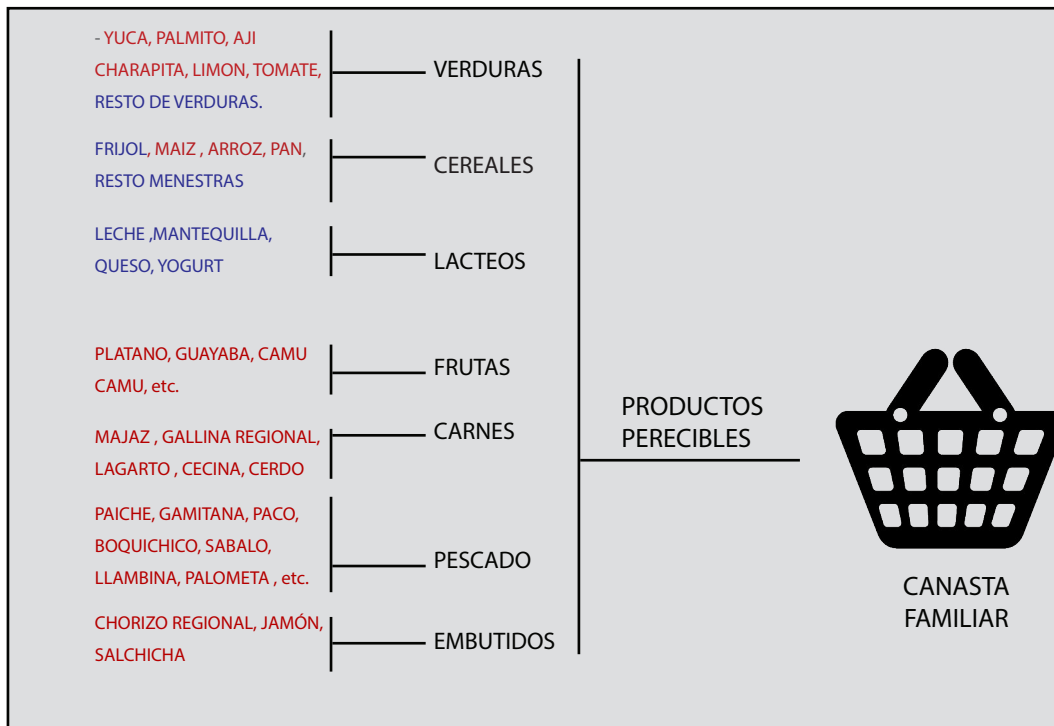 - YUCA, PALMITO, AJI
CHARAPITA, LIMON, TOMATE,
RESTO DE VERDURAS.
VERDURAS
FRIJOL, MAIZ , ARROZ, PAN,
RESTO MENESTRAS
CEREALES
LECHE ,MANTEQUILLA,
QUESO, YOGURT
LACTEOS
PLATANO, GUAYABA, CAMU
CAMU, etc.
FRUTAS
MAJAZ , GALLINA REGIONAL,
LAGARTO , CECINA, CERDO
CARNES
PAICHE, GAMITANA, PACO,
BOQUICHICO, SABALO,
LLAMBINA, PALOMETA , etc.
PESCADO
CHORIZO REGIONAL, JAMÓN,
SALCHICHA
EMBUTIDOS
PRODUCTOS
PERECIBLES
CANASTA
FAMILIAR